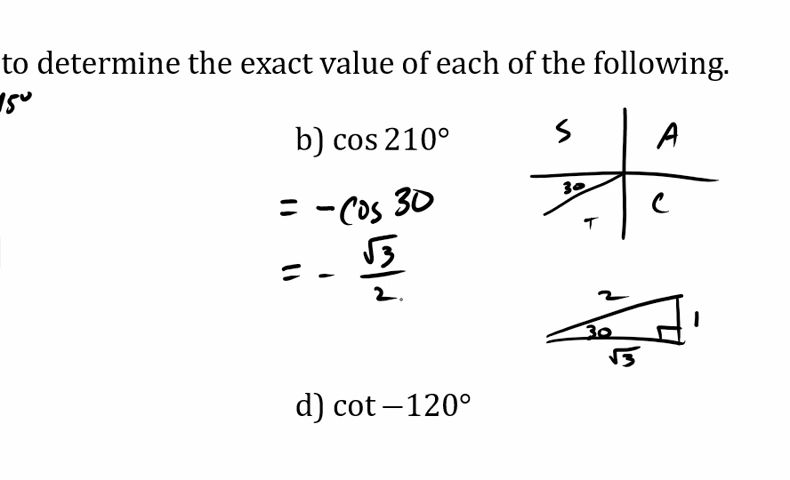 to determine the exact value of each of the following.
15°
b) cos 210°
= -cos 30
= - √3/2
S
A
30
T
C
2
30
1
√3
d) cot −120°